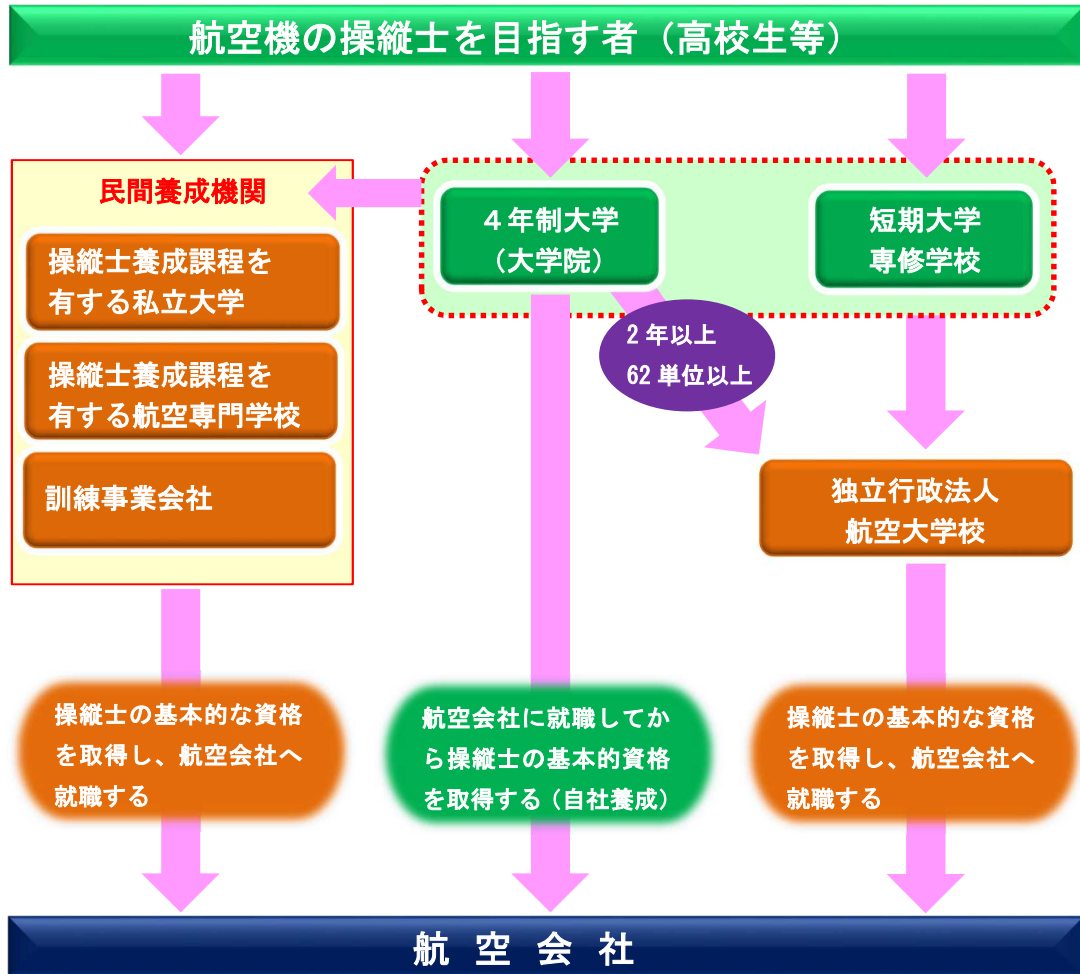 航空機の操縦士を目指す者（高校生等）
民間養成機関
操縦士養成課程を
有する私立大学
操縦士養成課程を
有する航空専門学校
訓練事業会社
４年制大学
（大学院）
短期大学
専修学校
2 年以上
62 単位以上
独立行政法人
航空大学校
操縦士の基本的な資格
を取得し、航空会社へ
就職する
航空会社に就職してか
ら操縦士の基本的資格
を取得する（自社養成）
操縦士の基本的な資格
を取得し、航空会社へ
就職する
航 空 会 社